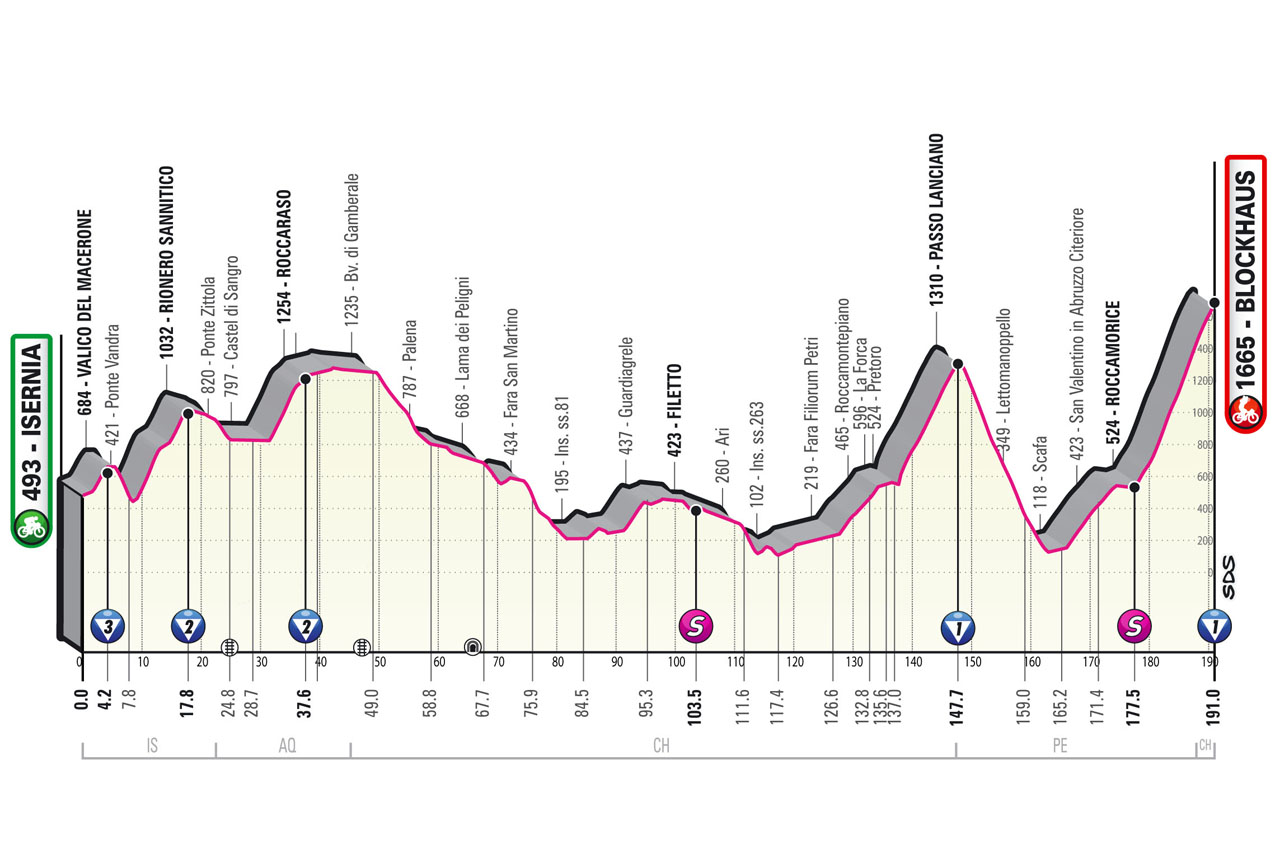 493 - ISERNIA
684 - VALICO DEL MACERONE
421 - Ponte Vandra
1032 - RIONERO SANNITICO
820 - Ponte Zittola
797 - Castel di Sangro
1254 - ROCCARASO
1235 - Bv. di Gamberale
787 - Palena
668 - Lama dei Peligni
434 - Fara San Martino
195 - Ins. ss.81
437 - Guardiagrele
423 - FILETTO
260 - Ari
102 - Ins. ss.263
219 - Fara Filiorum Petri
465 - Roccamontepiano
596 - La Forca
524 - Pretoro
1310 - PASSO LANCIANO
349 - Lettomanoppello
118 - Scafa
423 - San Valentino in Abruzzo Citeriore
524 - ROCCAMORICE
1665 - BLOCKHAUS
1200
1000
800
600
400
200
0
SDS
3
2
2
S
1
S
1
0 10 20 30 40 50 60 70 80 90 100 110 120 130 140 150 160 170 180 190
0.0 4.2 7.8 17.8 24.8 28.7 37.6 49.0 58.8 67.7 75.9 84.5 95.3 103.5 111.6 117.4 126.6 132.8 135.6 137.0 147.7 159.0 165.2 171.4 177.5 191.0
IS AQ CH PE CH